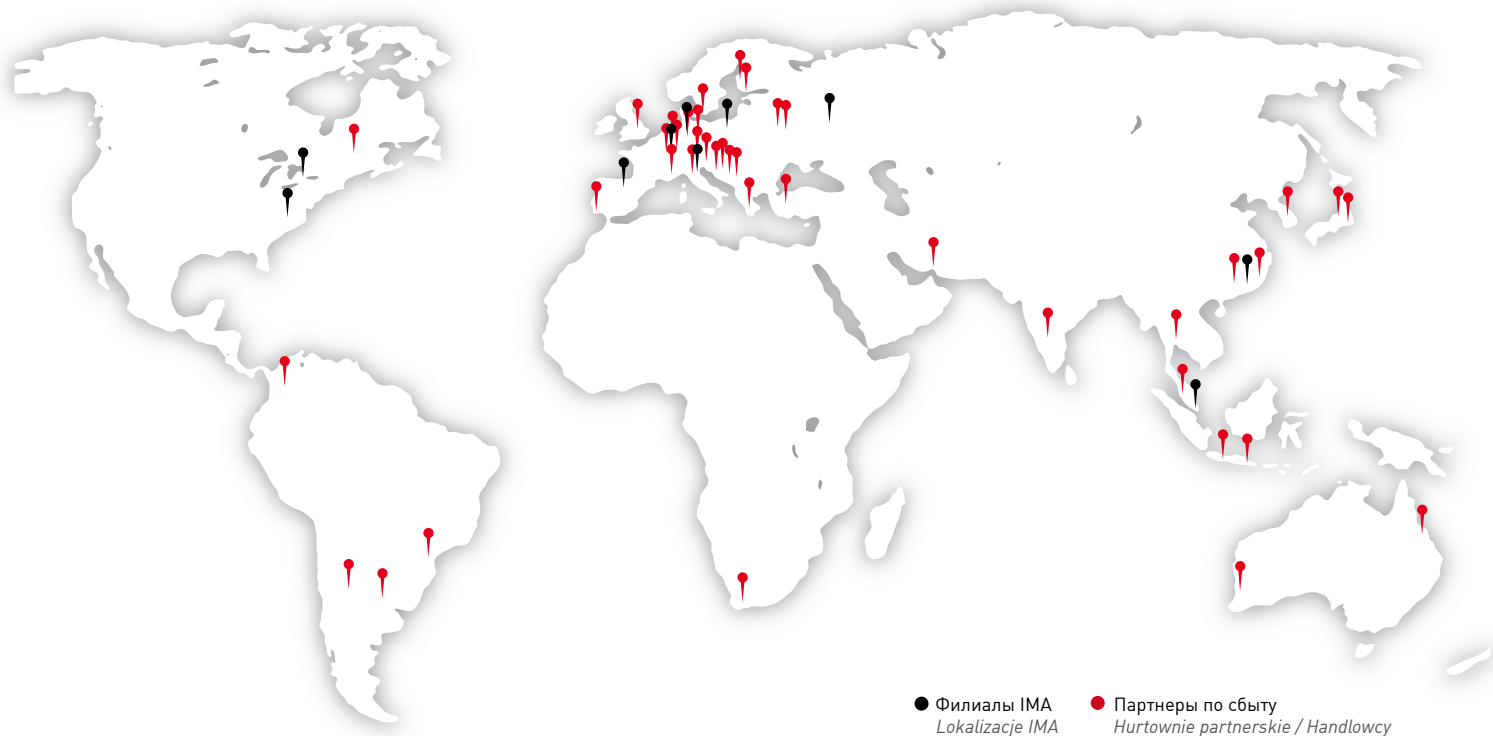 Филиалы IMA
Lokalizacje IMA
Партнеры по сбыту
Hurtownie partnerskie / Handlowcy